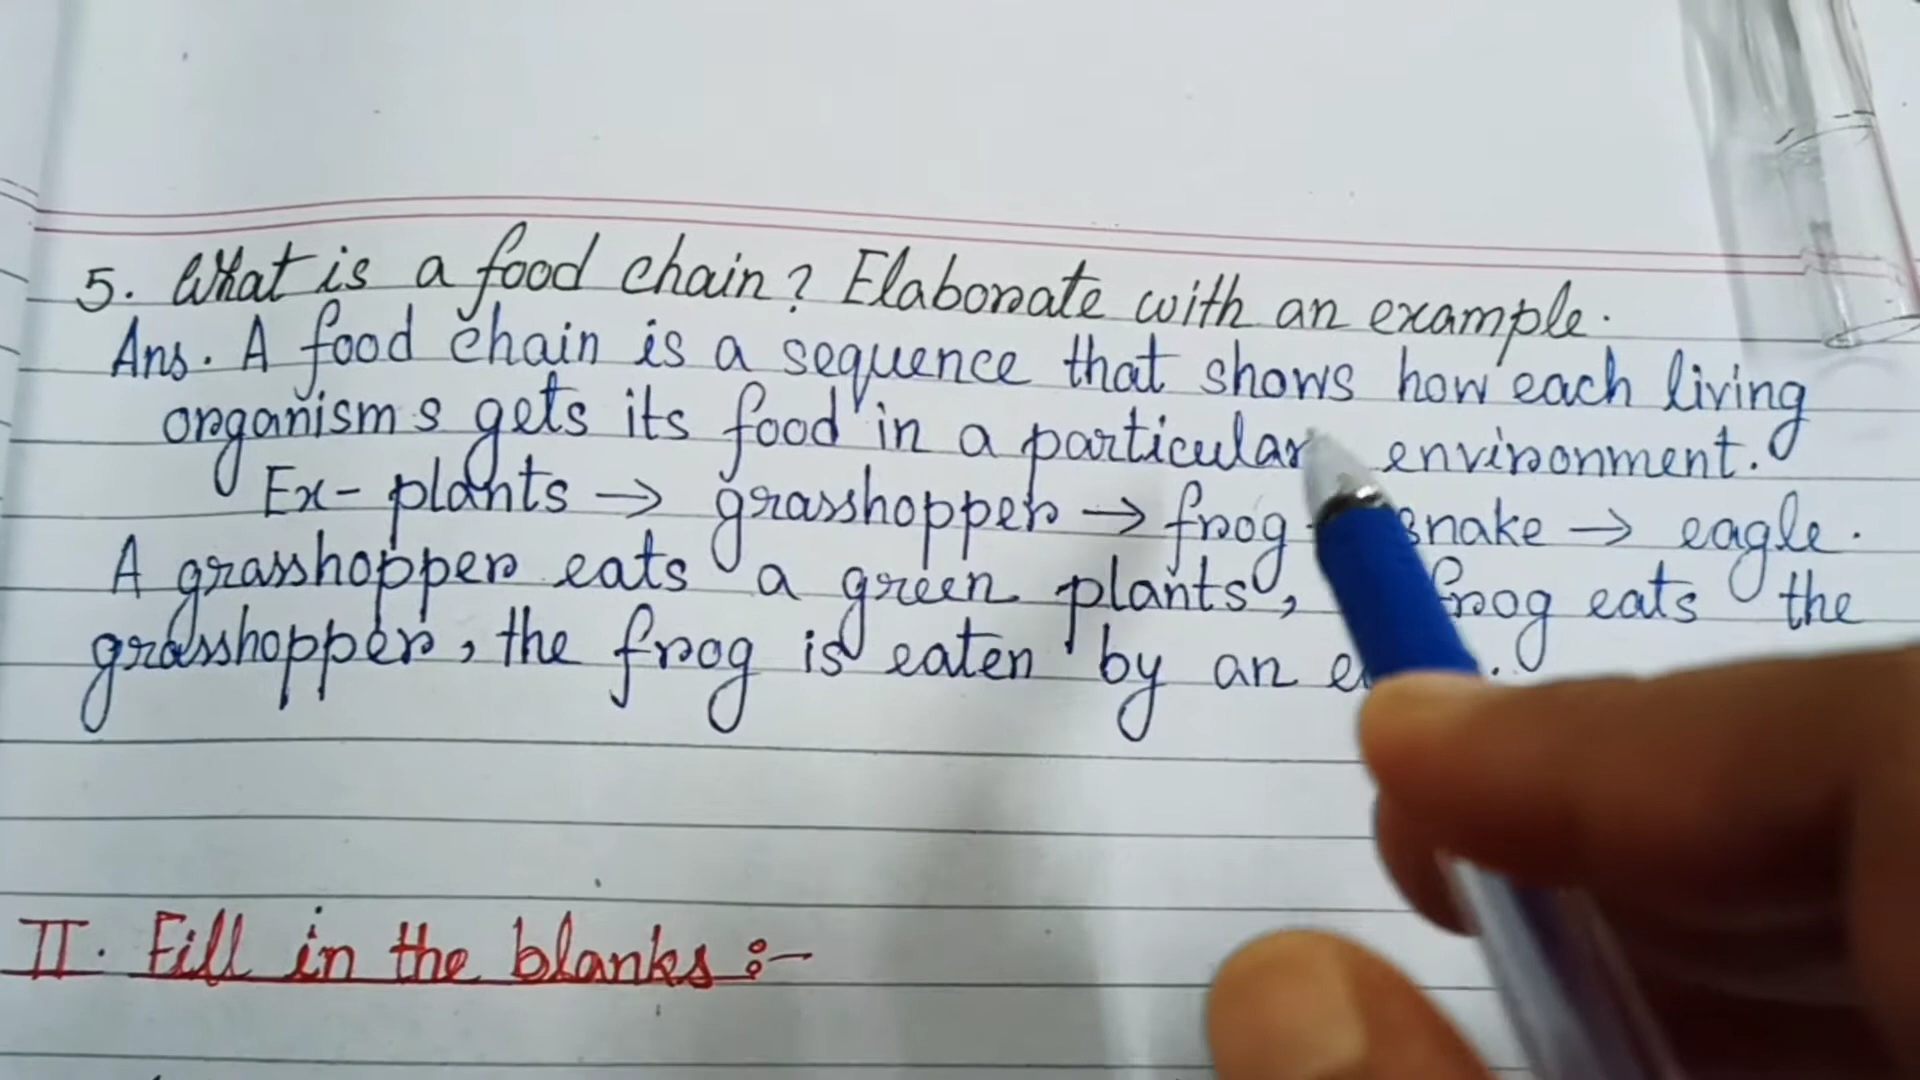 5. What is a food chain? Elaborate with an example.
Ans. A food chain is a sequence that shows how each living
organisms gets its food in a particular environment.
Ex- plants → grasshopper → frog snake → eagle.
A grasshopper eats a green plants, frog eats the
grasshopper, the frog is eaten by an
II. Fill in the blanks :-